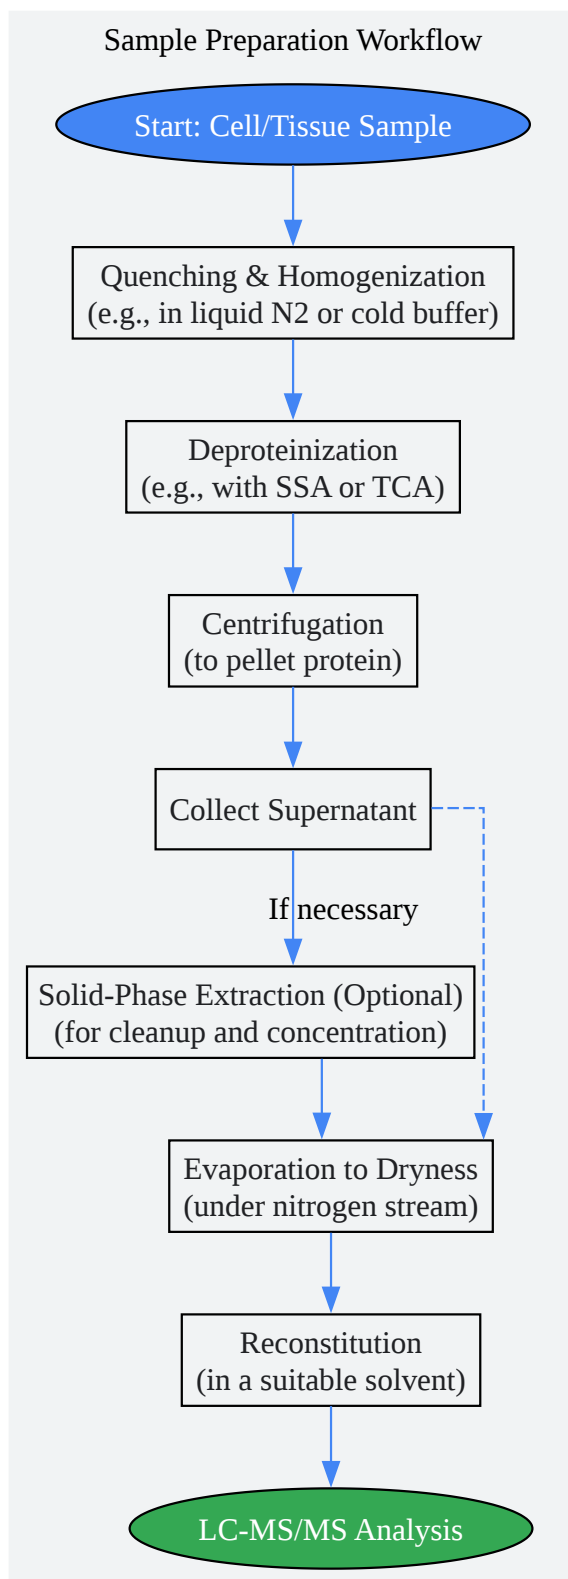 Sample Preparation Workflow
Start: Cell/Tissue Sample
Quenching & Homogenization
(e.g., in liquid N2 or cold buffer)
Deproteinization
(e.g., with SSA or TCA)
Centrifugation
(to pellet protein)
Collect Supernatant
If necessary
Solid-Phase Extraction (Optional)
(for cleanup and concentration)
Evaporation to Dryness
(under nitrogen stream)
Reconstitution
(in a suitable solvent)
LC-MS/MS Analysis